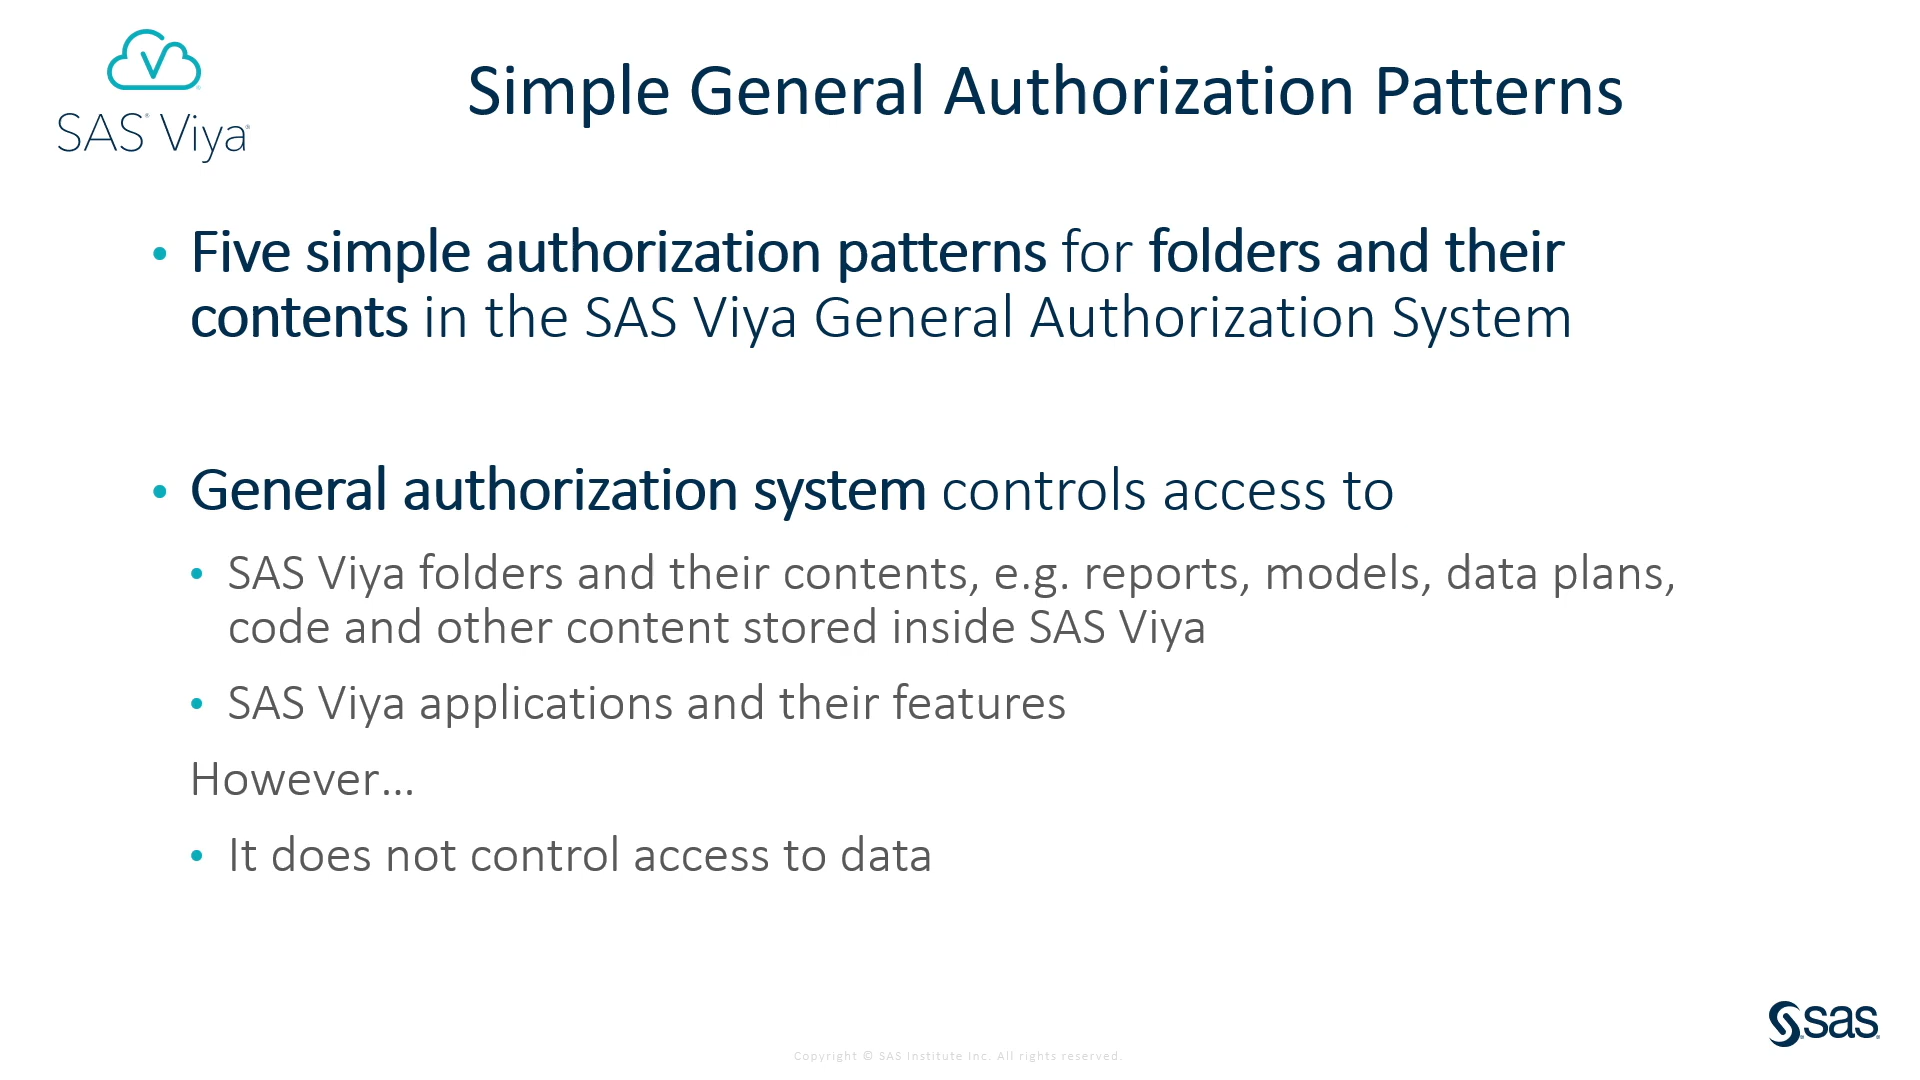 SAS® Viya®
Simple General Authorization Patterns
• Five simple authorization patterns for folders and their
contents in the SAS Viya General Authorization System
• General authorization system controls access to
• SAS Viya folders and their contents, e.g. reports, models, data plans,
code and other content stored inside SAS Viya
• SAS Viya applications and their features
However...
• It does not control access to data
sas
Copyright © SAS Institute Inc. All rights reserved.